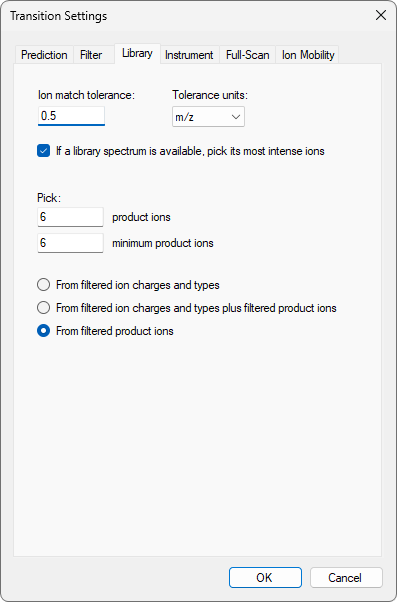 Transition Settings
Prediction Filter Library Instrument Full-Scan Ion Mobility
Ion match tolerance: Tolerance units:
0.5 m/z
If a library spectrum is available, pick its most intense ions
Pick:
6 product ions
6 minimum product ions
From filtered ion charges and types
From filtered ion charges and types plus filtered product ions
From filtered product ions
OK Cancel